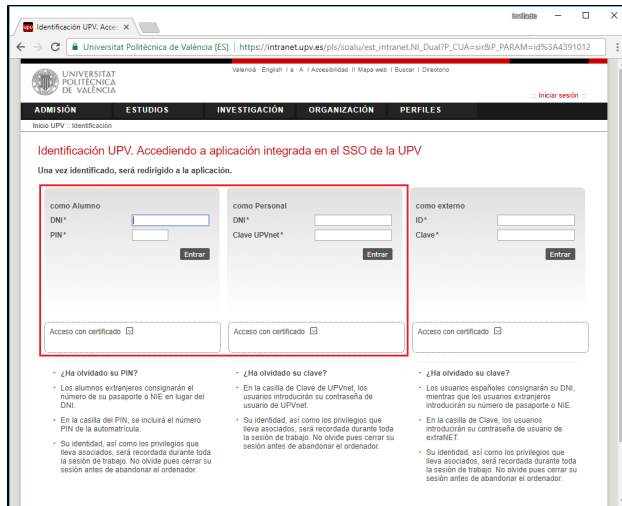 Invitado
Identificación UPV. Acce
Universitat Politècnica de València [ES] | https://intranet.upv.es/pls/soalu/est_intranet.NI_Dual?P_CUA=sir&P_PARAM=id%3A4391012
UNIVERSITAT
POLITÈCNICA
DE VALÈNCIA
Valencià · English I a · A I Accesibilidad II Mapa web I Buscar I Directorio
:: Iniciar sesión ::
ADMISIÓN ESTUDIOS INVESTIGACIÓN ORGANIZACIÓN PERFILES
Inicio UPV :: Identificación
Identificación UPV. Accediendo a aplicación integrada en el SSO de la UPV
Una vez identificado, será redirigido a la aplicación.
como Alumno
DNI*
PIN*
Entrar
Acceso con certificado
como Personal
DNI*
Clave UPVnet*
Entrar
Acceso con certificado
como externo
ID*
Clave*
Entrar
Acceso con certificado
· ¿Ha olvidado su PIN?
· Los alumnos extranjeros consignarán el
número de su pasaporte o NIE en lugar del
DNI.
· En la casilla del PIN, se incluirá el número
PIN de la automatrícula.
· Su identidad, así como los privilegios que
lleva asociados, será recordada durante toda
la sesión de trabajo. No olvide pues cerrar su
sesión antes de abandonar el ordenador.
· ¿Ha olvidado su clave?
· En la casilla de Clave de UPVnet, los
usuarios introducirán su contraseña de
usuario de UPVnet.
· Su identidad, así como los privilegios que
lleva asociados, será recordada durante toda
la sesión de trabajo. No olvide pues cerrar su
sesión antes de abandonar el ordenador.
· ¿Ha olvidado su clave?
· Los usuarios españoles consignarán su DNI,
mientras que los usuarios extranjeros
introducirán su número de pasaporte o NIE.
· En la casilla de Clave, los usuarios
introducirán su contraseña de usuario de
extraNET.
· Su identidad, así como los privilegios que
lleva asociados, será recordada durante toda
la sesión de trabajo. No olvide pues cerrar su
sesión antes de abandonar el ordenador.